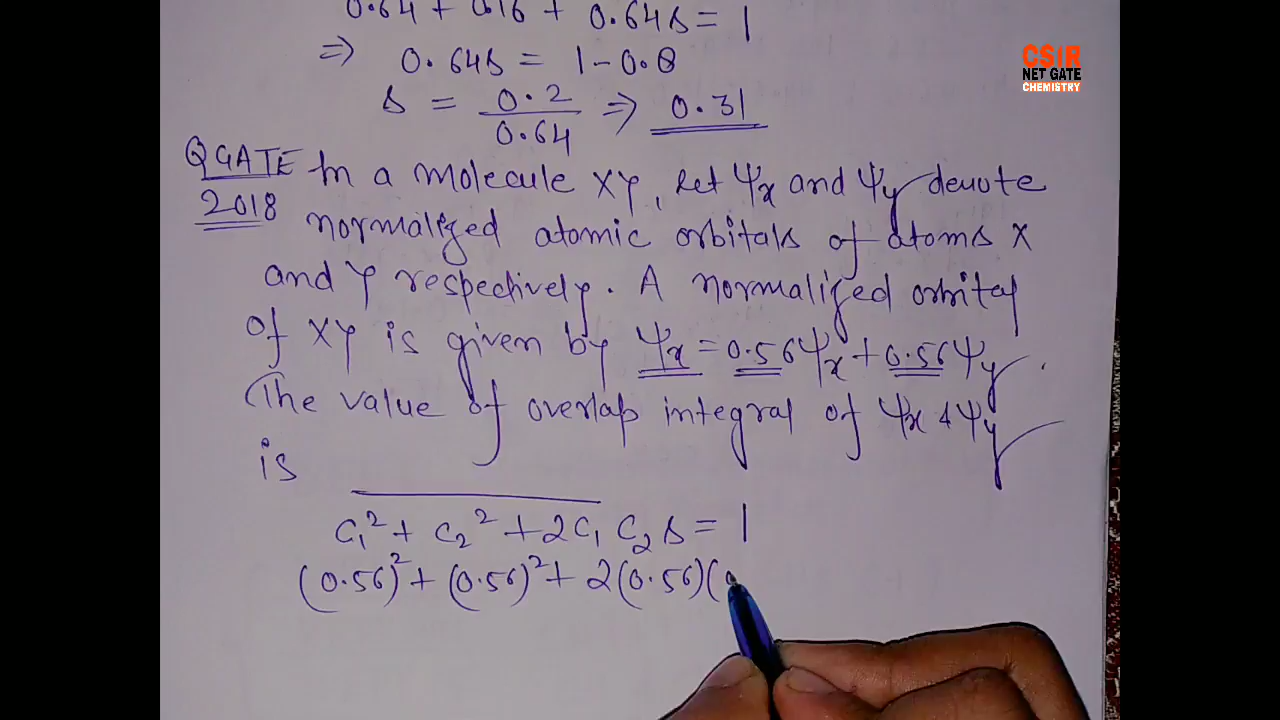 0.64 + 0.16 + 0.64s = 1
⇒ 0.64s = 1 - 0.8
s = 0.2 / 0.64 ⇒ 0.31
CSIR
NET GATE
CHEMISTRY
Q GATE In a molecule XY, Let Ψx and Ψy denote
2018 normalized atomic orbitals of atoms X
and Y respectively. A normalized orbital
of XY is given by Ψx = 0.56Ψx + 0.56Ψy.
The value of overlap integral of Ψx & Ψy
is
c₁² + c₂² + 2c₁ c₂ s = 1
(0.56)² + (0.56)² + 2(0.56)(0